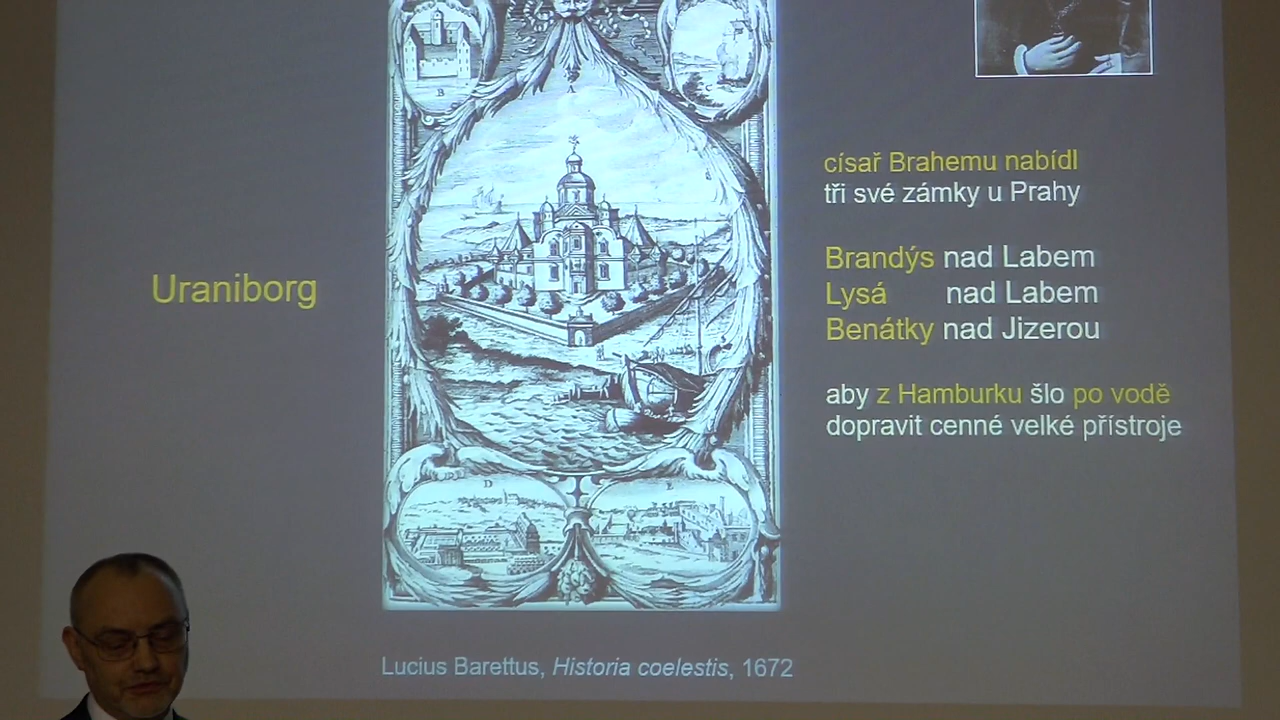 Uraniborg
B
A
D
E
císař Brahemu nabídl
tři své zámky u Prahy
Brandýs nad Labem
Lysá nad Labem
Benátky nad Jizerou
aby z Hamburku šlo po vodě
dopravit cenné velké přístroje
Lucius Barettus, Historia coelestis, 1672